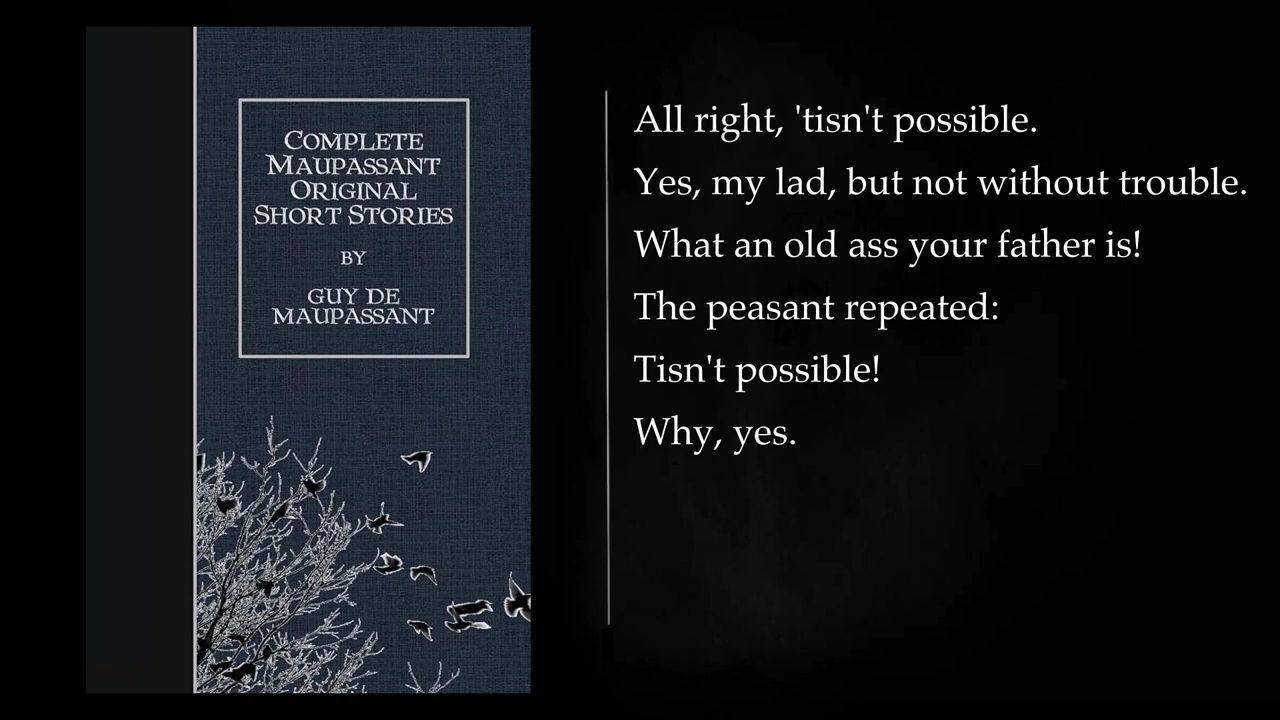 COMPLETE
MAUPASSANT
ORIGINAL
SHORT STORIES
BY
GUY DE
MAUPASSANT
All right, 'tisn't possible.
Yes, my lad, but not without trouble.
What an old ass your father is!
The peasant repeated:
Tisn't possible!
Why, yes.